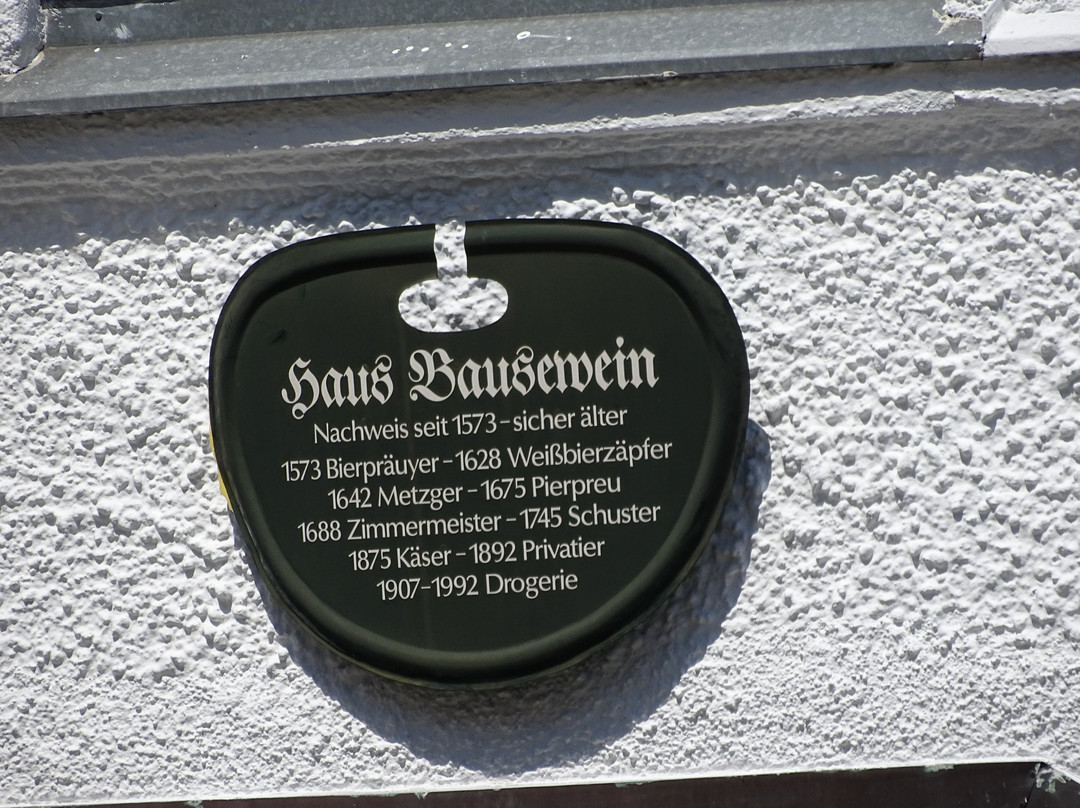 Haus Bausewein
Nachweis seit 1573–sicher älter
1573 Bierpräuyer–1628 Weißbierzäpfer
1642 Metzger–1675 Pierpreu
1688 Zimmermeister–1745 Schuster
1875 Käser–1892 Privatier
1907–1992 Drogerie